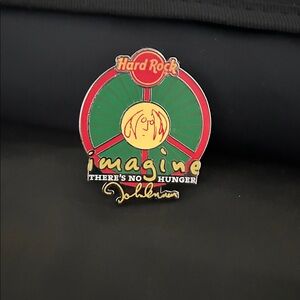 Hard Rock
imagine
THERE'S NO HUNGER
John Lennon